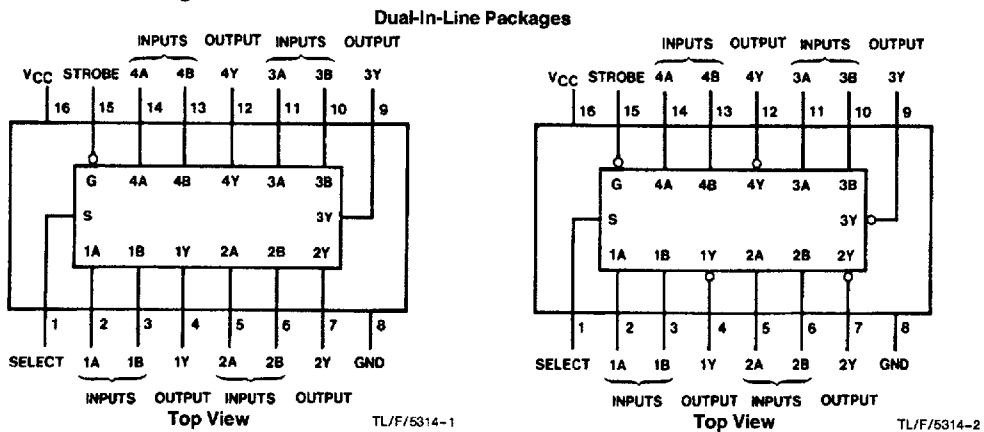 Dual-In-Line Packages
INPUTS OUTPUT INPUTS OUTPUT
VCC STROBE 4A 4B 4Y 3A 3B 3Y
16 15 14 13 12 11 10 9
G 4A 4B 4Y 3A 3B
S 3Y
1A 1B 1Y 2A 2B 2Y
1 2 3 4 5 6 7 8
SELECT 1A 1B 1Y 2A 2B 2Y GND
INPUTS OUTPUT INPUTS OUTPUT
Top View
TL/F/5314-1
INPUTS OUTPUT INPUTS OUTPUT
VCC STROBE 4A 4B 4Y 3A 3B 3Y
16 15 14 13 12 11 10 9
G 4A 4B 4Y 3A 3B
S 3Y
1A 1B 1Y 2A 2B 2Y
1 2 3 4 5 6 7 8
SELECT 1A 1B 1Y 2A 2B 2Y GND
INPUTS OUTPUT INPUTS OUTPUT
Top View
TL/F/5314-2